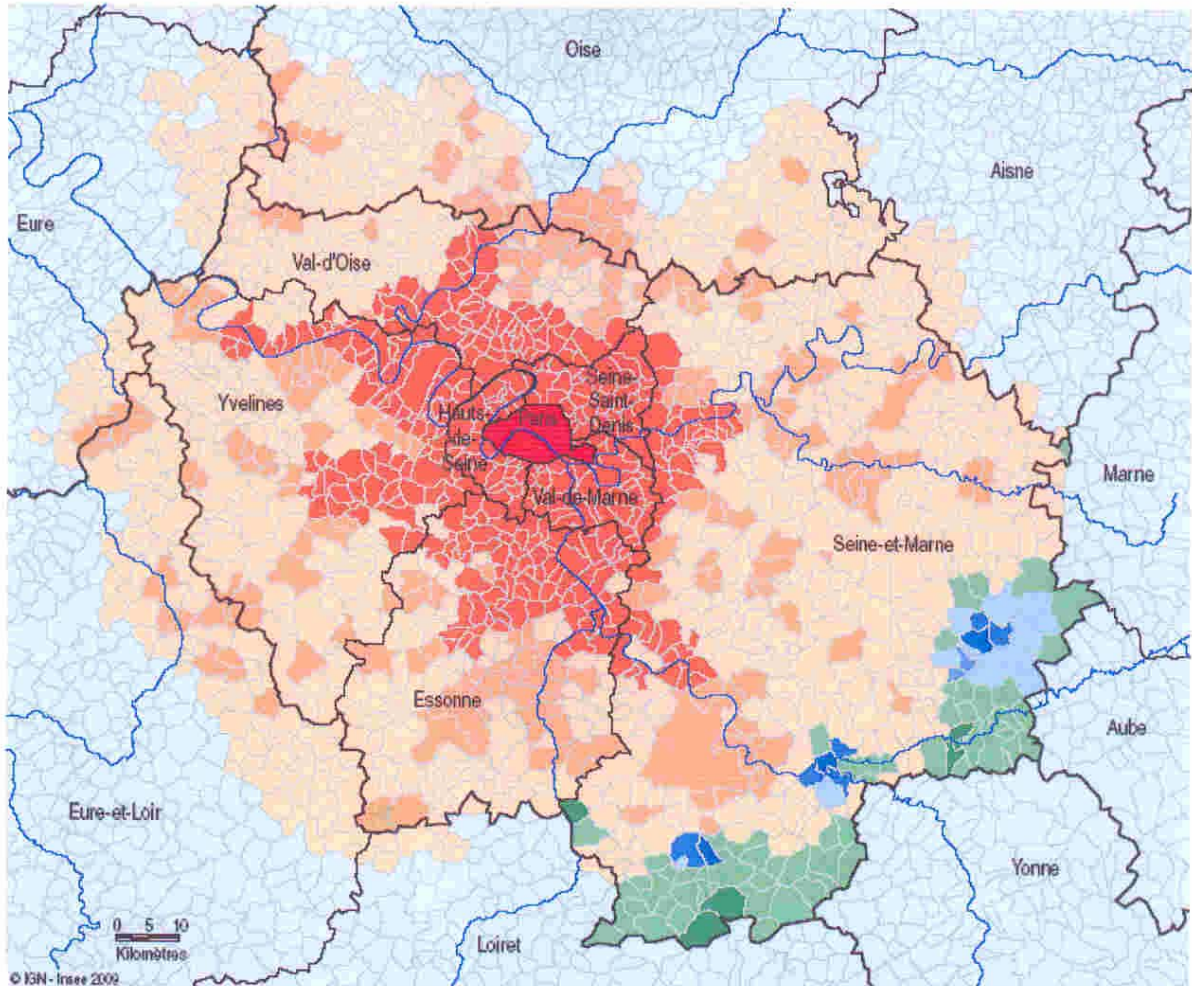 Oise
Aisne
Eure
Val-d'Oise
Yvelines
Seine-
Saint-
Denis
Paris
Hauts-
de-
Seine
Marne
Val-de-Marne
Seine-et-Marne
Essonne
Aube
Eure-et-Loir
Yonne
0 5 10
Kilomètres
Loiret
© IGN - Insee 2009